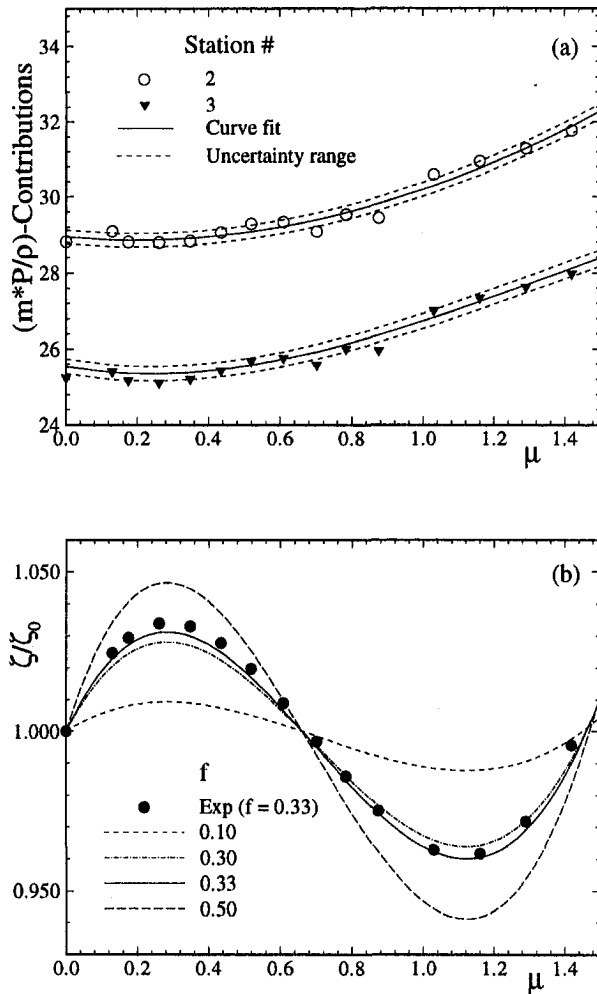 (a)
Station #
2
3
Curve fit
Uncertainty range
(m*P/ρ)-Contributions
34
32
30
28
26
24
0.0 0.2 0.4 0.6 0.8 1.0 1.2 1.4
μ
(b)
ζ/ζ₀
1.050
1.000
0.950
f
Exp (f = 0.33)
0.10
0.30
0.33
0.50
0.0 0.2 0.4 0.6 0.8 1.0 1.2 1.4
μ